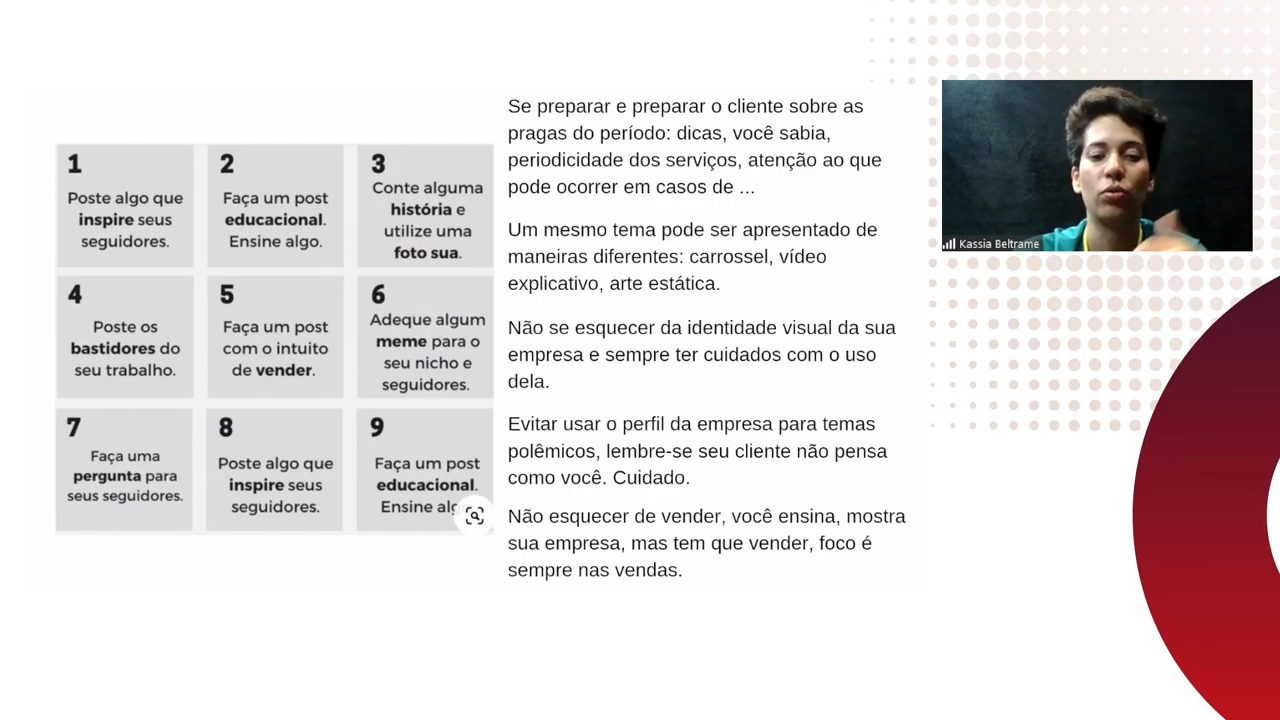 1
Poste algo que
inspire seus
seguidores.
2
Faça um post
educacional.
Ensine algo.
3
Conte alguma
história e
utilize uma
foto sua.
4
Poste os
bastidores do
seu trabalho.
5
Faça um post
com o intuito
de vender.
6
Adeque algum
meme para o
seu nicho e
seguidores.
7
Faça uma
pergunta para
seus seguidores.
8
Poste algo que
inspire seus
seguidores.
9
Faça um post
educacional.
Ensine
Se preparar e preparar o cliente sobre as
pragas do período: dicas, você sabia,
periodicidade dos serviços, atenção ao que
pode ocorrer em casos de ...
Um mesmo tema pode ser apresentado de
maneiras diferentes: carrossel, vídeo
explicativo, arte estática.
Não se esquecer da identidade visual da sua
empresa e sempre ter cuidados com o uso
dela.
Evitar usar o perfil da empresa para temas
polêmicos, lembre-se seu cliente não pensa
como você. Cuidado.
Não esquecer de vender, você ensina, mostra
sua empresa, mas tem que vender, foco é
sempre nas vendas.
Kassia Beltrame